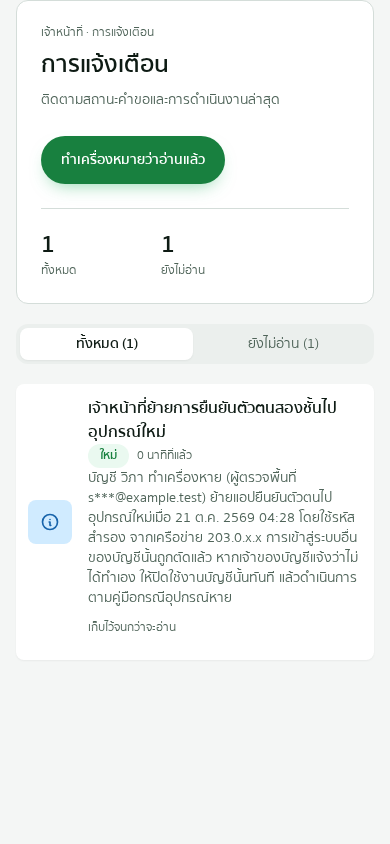 เจ้าหน้าที่ · การแจ้งเตือน
การแจ้งเตือน
ติดตามสถานะคำขอและการดำเนินงานล่าสุด
ทำเครื่องหมายว่าอ่านแล้ว
1 1
ทั้งหมด ยังไม่อ่าน
ทั้งหมด (1) ยังไม่อ่าน (1)
เจ้าหน้าที่ย้ายการยืนยันตัวตนสองชั้นไป
อุปกรณ์ใหม่
ใหม่ 0 นาทีที่แล้ว
บัญชี วิภา ทำเครื่องหาย (ผู้ตรวจพื้นที่
s***@example.test) ย้ายแอปยืนยันตัวตนไป
อุปกรณ์ใหม่เมื่อ 21 ต.ค. 2569 04:28 โดยใช้รหัส
สำรอง จากเครือข่าย 203.0.x.x การเข้าสู่ระบบอื่น
ของบัญชีนั้นถูกตัดแล้ว หากเจ้าของบัญชีแจ้งว่าไม่
ได้ทำเอง ให้ปิดใช้งานบัญชีนั้นทันที แล้วดำเนินการ
ตามคู่มือกรณีอุปกรณ์หาย
เก็บไว้จนกว่าจะอ่าน